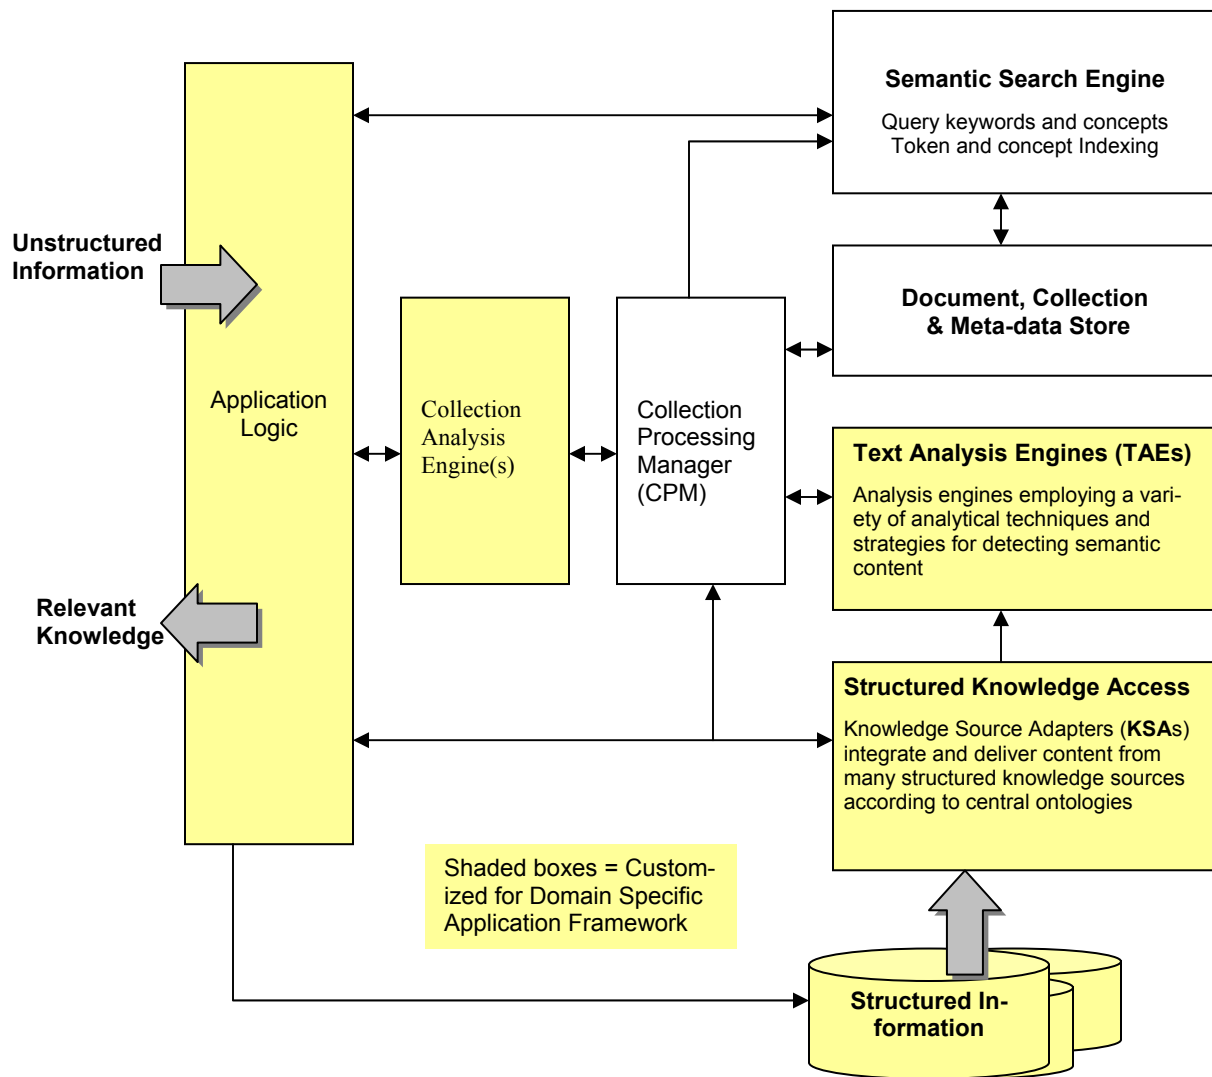 Semantic Search Engine
Query keywords and concepts
Token and concept Indexing
Unstructured
Information
Document, Collection
& Meta-data Store
Application
Logic
Collection
Analysis
Engine(s)
Collection
Processing
Manager
(CPM)
Text Analysis Engines (TAEs)
Analysis engines employing a vari-
ety of analytical techniques and
strategies for detecting semantic
content
Relevant
Knowledge
Structured Knowledge Access
Knowledge Source Adapters (KSAs)
integrate and deliver content from
many structured knowledge sources
according to central ontologies
Shaded boxes = Custom-
ized for Domain Specific
Application Framework
Structured In-
formation